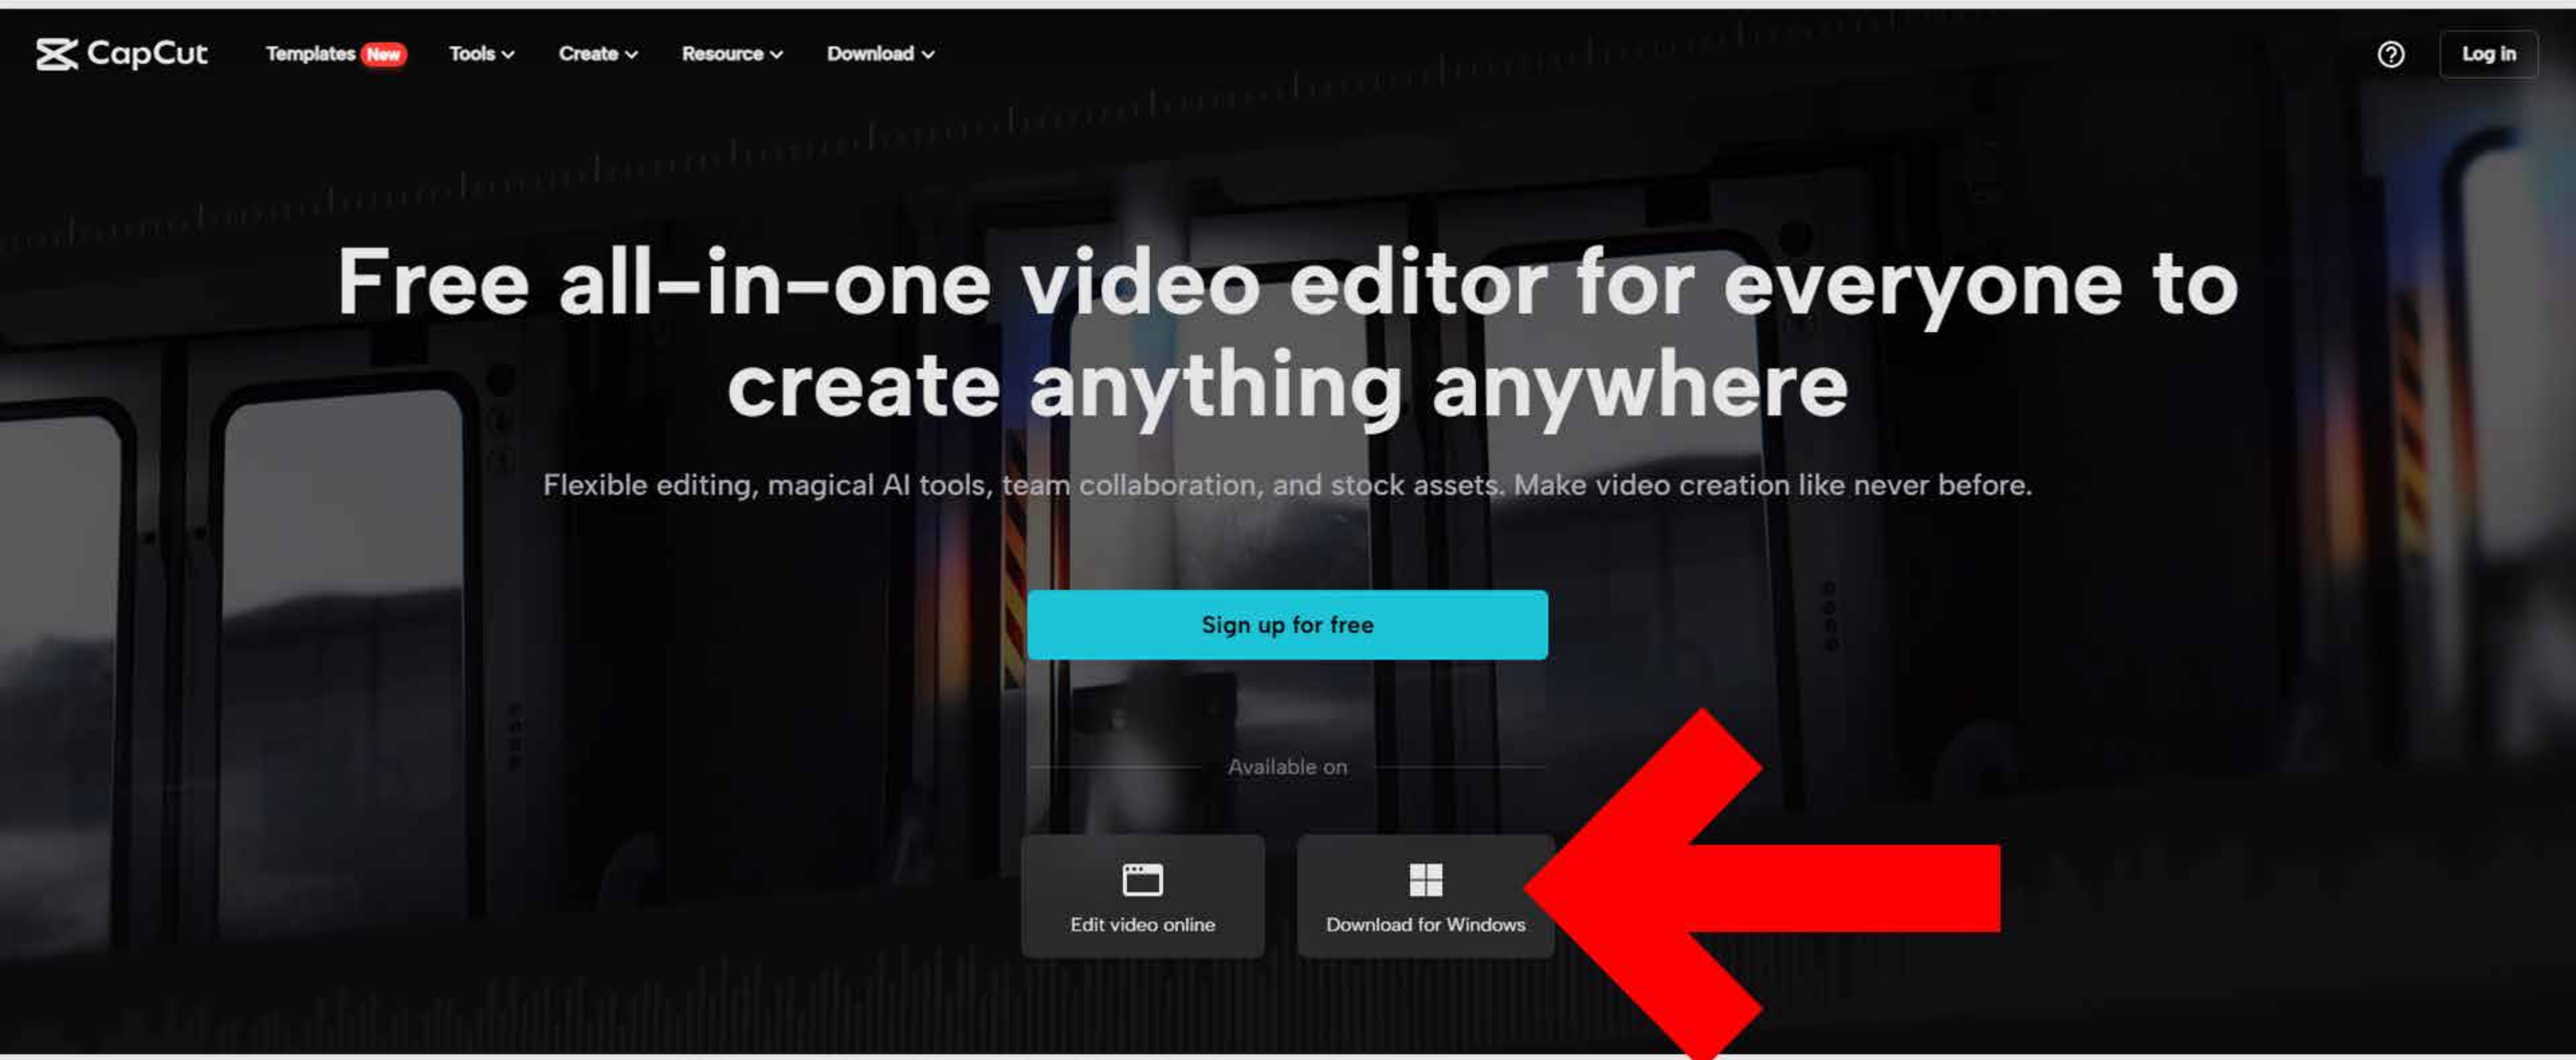 CapCut
Templates New
Tools
Create
Resource
Download
Log in
Free all-in-one video editor for everyone to
create anything anywhere
Flexible editing, magical AI tools, team collaboration, and stock assets. Make video creation like never before.
Sign up for free
Available on
Edit video online
Download for Windows